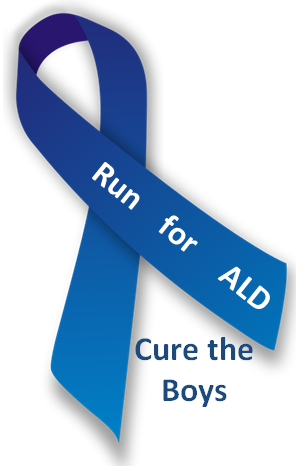 Run for ALD
Cure the
Boys